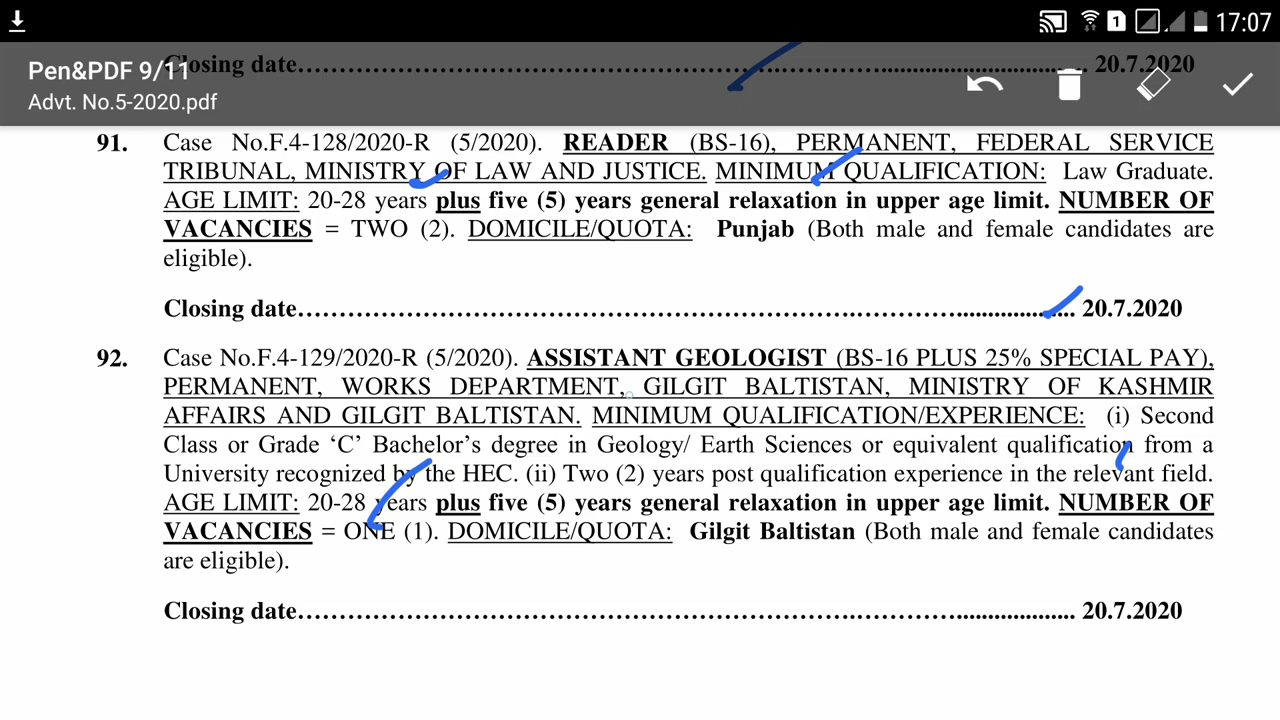 1 17:07
Pen&PDF 9/11
Advt. No.5-2020.pdf
Closing date................................................................................................ 20.7.2020
91. Case No.F.4-128/2020-R (5/2020). READER (BS-16), PERMANENT, FEDERAL SERVICE
TRIBUNAL, MINISTRY OF LAW AND JUSTICE. MINIMUM QUALIFICATION: Law Graduate.
AGE LIMIT: 20-28 years plus five (5) years general relaxation in upper age limit. NUMBER OF
VACANCIES = TWO (2). DOMICILE/QUOTA: Punjab (Both male and female candidates are
eligible).
Closing date................................................................................................ 20.7.2020
92. Case No.F.4-129/2020-R (5/2020). ASSISTANT GEOLOGIST (BS-16 PLUS 25% SPECIAL PAY),
PERMANENT, WORKS DEPARTMENT, GILGIT BALTISTAN, MINISTRY OF KASHMIR
AFFAIRS AND GILGIT BALTISTAN. MINIMUM QUALIFICATION/EXPERIENCE: (i) Second
Class or Grade ‘C’ Bachelor’s degree in Geology/ Earth Sciences or equivalent qualification from a
University recognized by the HEC. (ii) Two (2) years post qualification experience in the relevant field.
AGE LIMIT: 20-28 years plus five (5) years general relaxation in upper age limit. NUMBER OF
VACANCIES = ONE (1). DOMICILE/QUOTA: Gilgit Baltistan (Both male and female candidates
are eligible).
Closing date................................................................................................ 20.7.2020